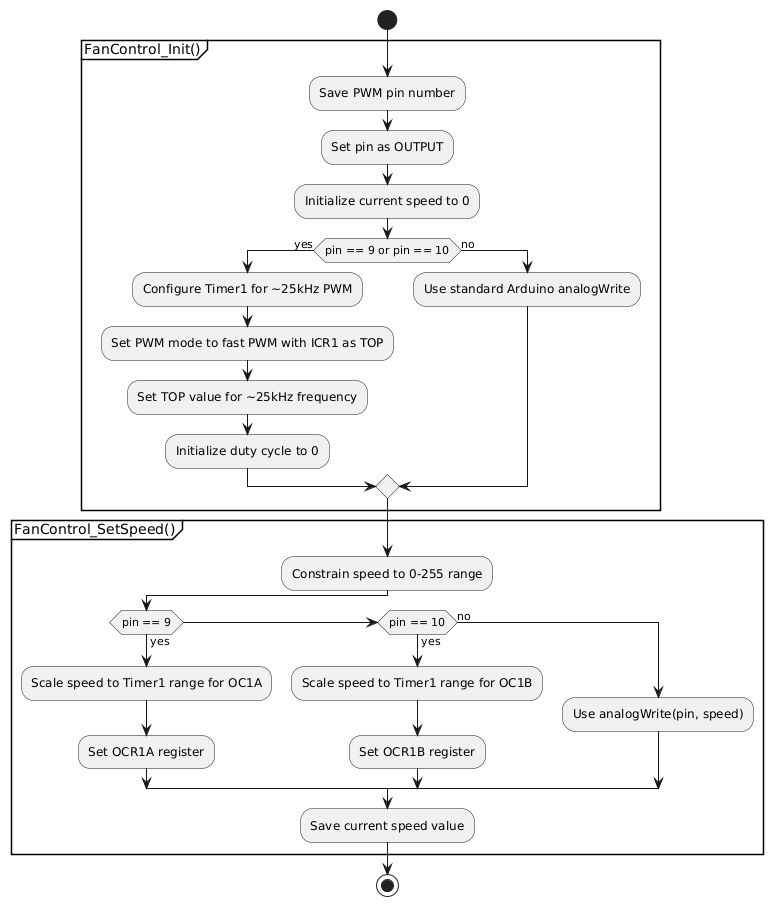 FanControl_Init()
Save PWM pin number
Set pin as OUTPUT
Initialize current speed to 0
yes
pin == 9 or pin == 10
no
Configure Timer1 for ~25kHz PWM
Use standard Arduino analogWrite
Set PWM mode to fast PWM with ICR1 as TOP
Set TOP value for ~25kHz frequency
Initialize duty cycle to 0
FanControl_SetSpeed()
Constrain speed to 0-255 range
pin == 9
pin == 10
no
yes
yes
Scale speed to Timer1 range for OC1A
Scale speed to Timer1 range for OC1B
Use analogWrite(pin, speed)
Set OCR1A register
Set OCR1B register
Save current speed value